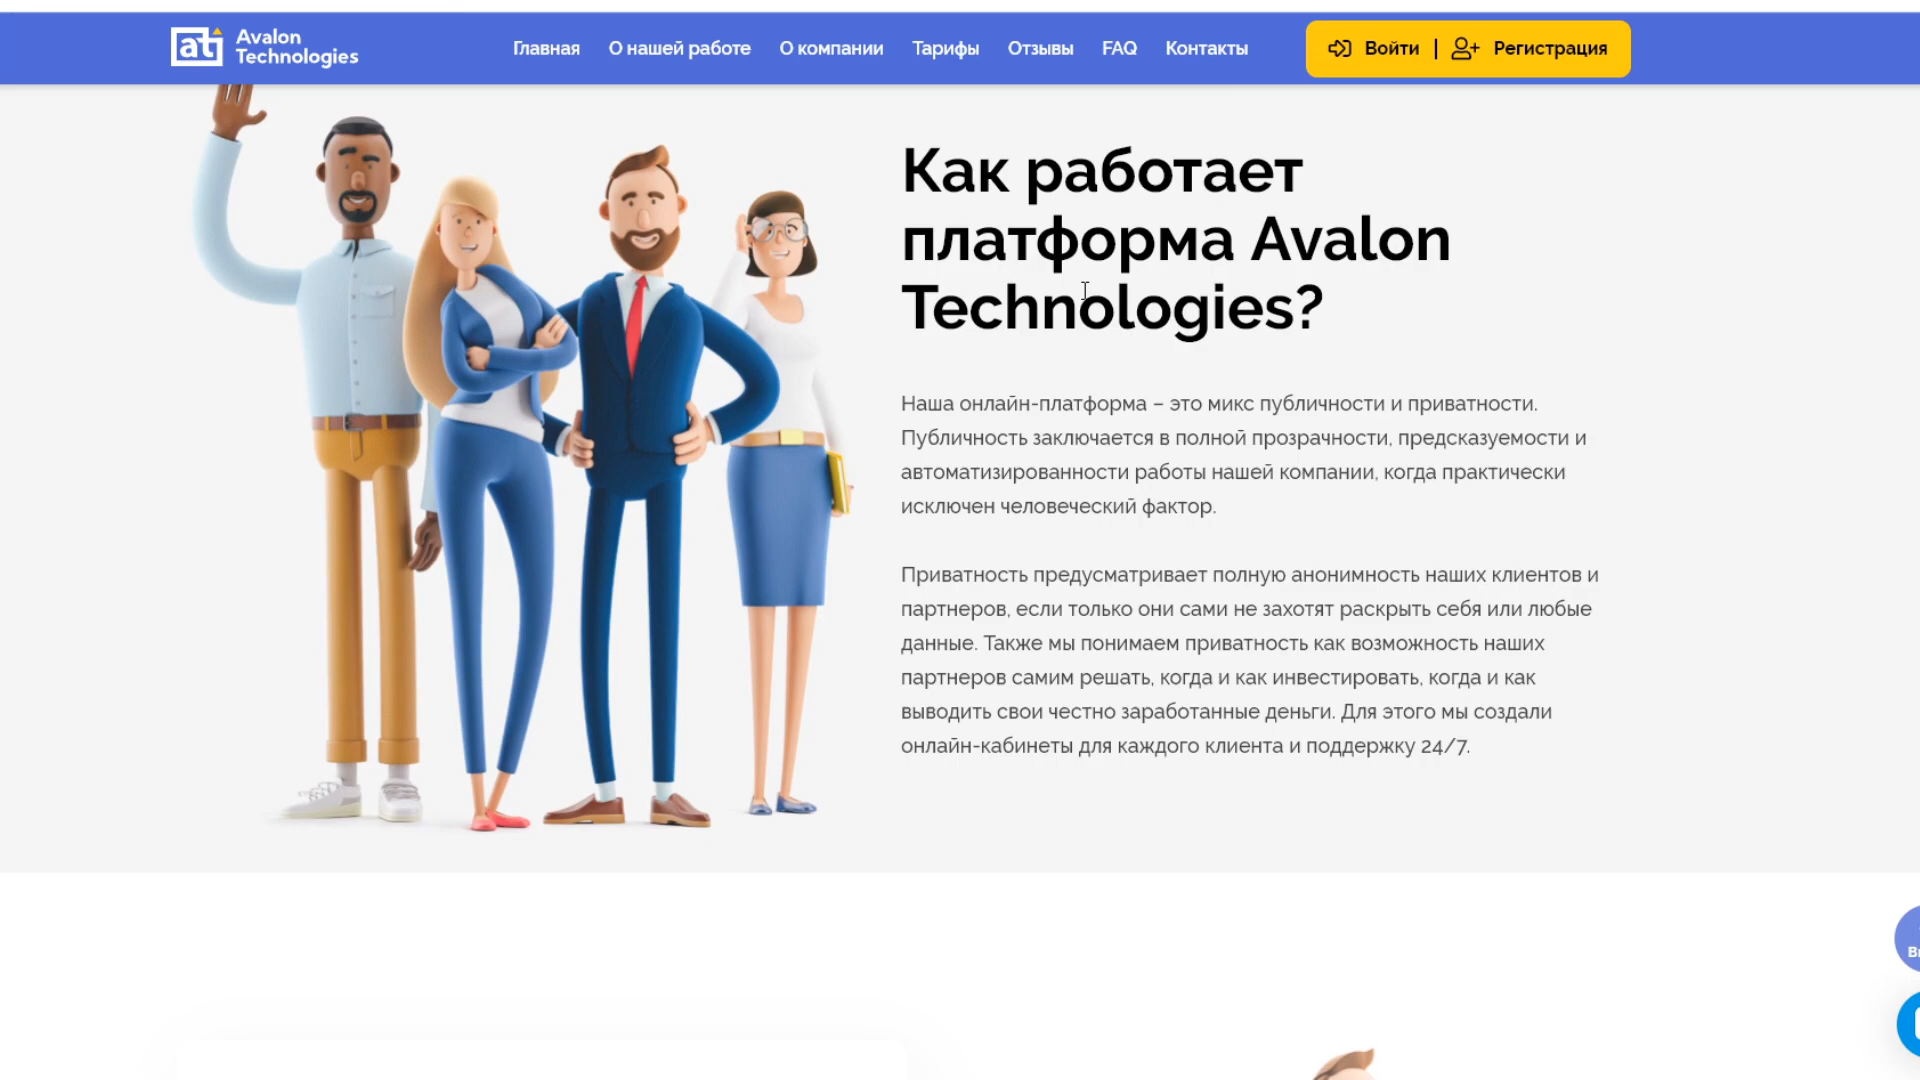 ati Avalon
Technologies
Главная О нашей работе О компании Тарифы Отзывы FAQ Контакты
Войти | Регистрация
Как работает
платформа Avalon
Technologies?
Наша онлайн-платформа – это микс публичности и приватности.
Публичность заключается в полной прозрачности, предсказуемости и
автоматизированности работы нашей компании, когда практически
исключен человеческий фактор.
Приватность предусматривает полную анонимность наших клиентов и
партнеров, если только они сами не захотят раскрыть себя или любые
данные. Также мы понимаем приватность как возможность наших
партнеров самим решать, когда и как инвестировать, когда и как
выводить свои честно заработанные деньги. Для этого мы создали
онлайн-кабинеты для каждого клиента и поддержку 24/7.